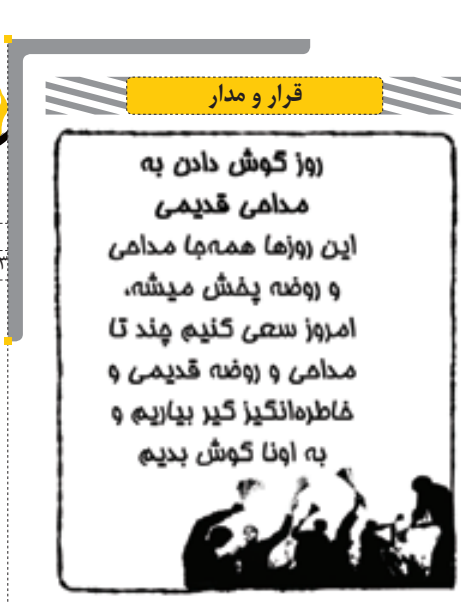 قرار و مدار
روز گوش دادن به
مداحی قدیمی
این روزها همه‌جا مداحی
و روضه پخش میشه،
امروز سعی کنیم چند تا
مداحی و روضه قدیمی و
خاطره‌انگیز گیر بیاریم و
به اونا گوش بدیم
۳